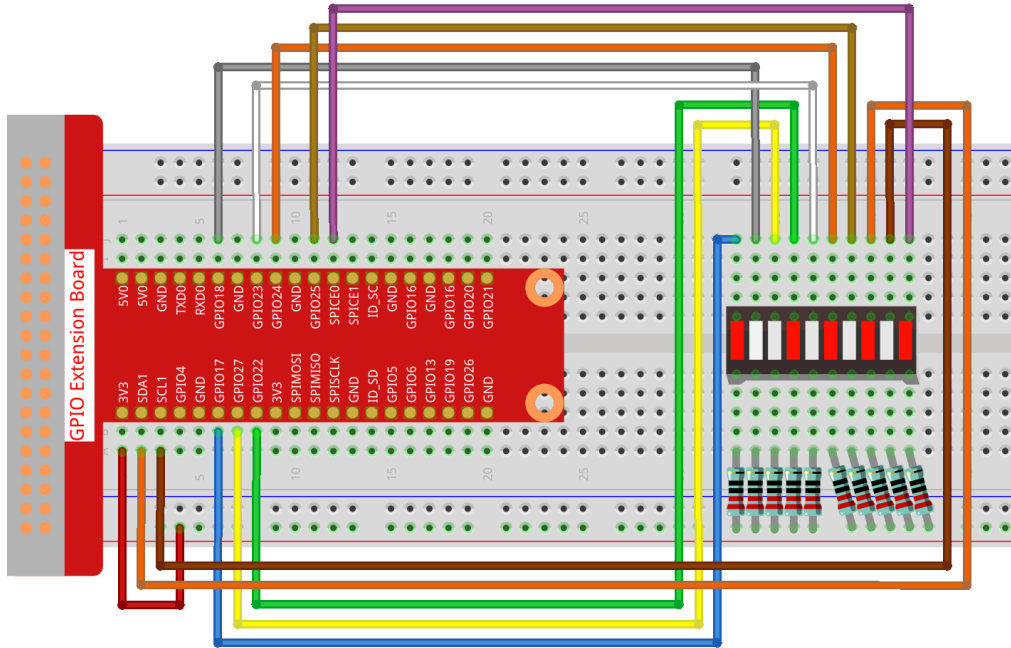 GPIO Extension Board
1
5
10
15
20
25
J
5V0
5V0
GND
TXD0
RXD0
GPIO18
GND
GPIO23
GPIO24
GND
GPIO25
SPICE0
SPICE1
ID_SC
GND
GPIO16
GND
GPIO16
GPIO20
GPIO21
3V3
SDA1
SCL1
GPIO4
GND
GPIO17
GPIO27
GPIO22
3V3
SPIMOSI
SPIMISO
SPISCLK
GND
ID_SD
GPIO5
GPIO6
GPIO13
GPIO19
GPIO26
GND
5
10
15
20
25